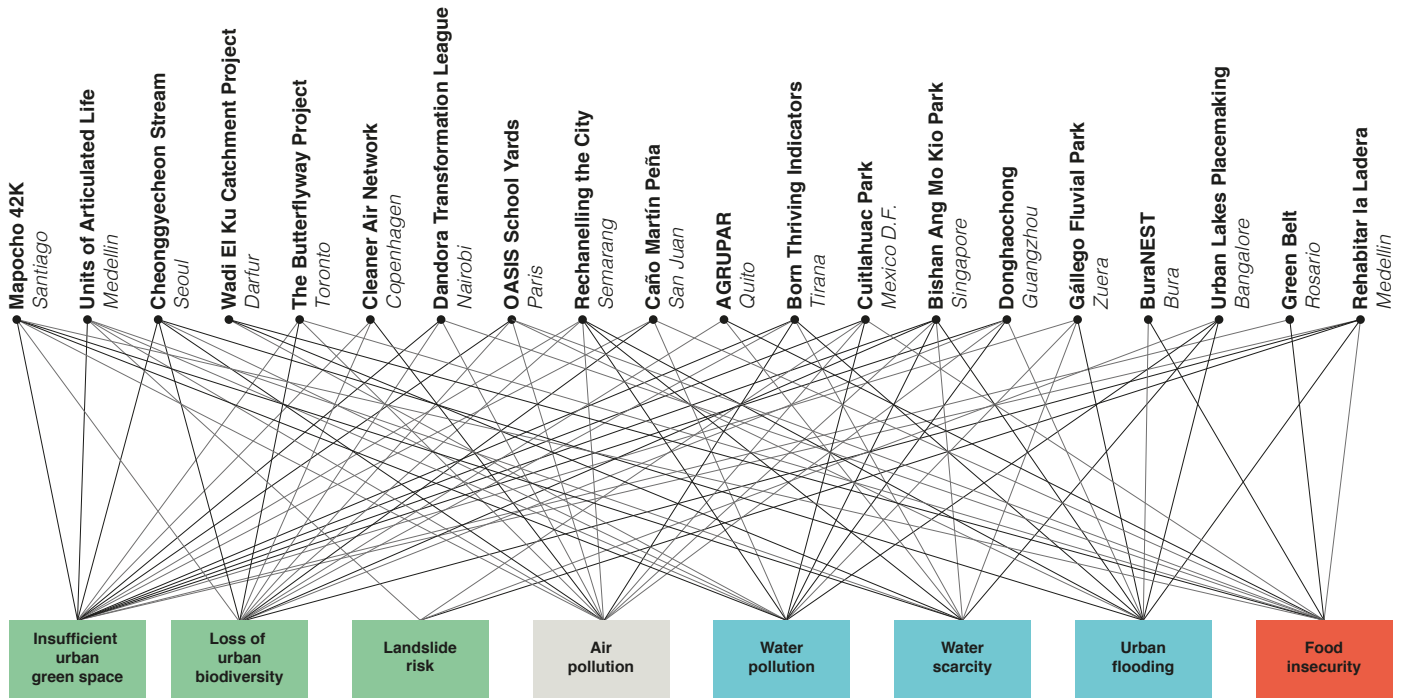 Mapocho 42K
Santiago
Units of Articulated Life
Medellin
Cheonggyecheon Stream
Seoul
Wadi El Ku Catchment Project
Darfur
The Butterflyway Project
Toronto
Cleaner Air Network
Copenhagen
Dandora Transformation League
Nairobi
OASIS School Yards
Paris
Rechanelling the City
Semarang
Caño Martín Peña
San Juan
AGRUPAR
Quito
Born Thriving Indicators
Tirana
Cuitlahuac Park
Mexico D.F.
Bishan Ang Mo Kio Park
Singapore
Donghaochong
Guangzhou
Gállego Fluvial Park
Zuera
BuraNEST
Bura
Urban Lakes Placemaking
Bangalore
Green Belt
Rosario
Rehabitar la Ladera
Medellin
Insufficient
urban
green space
Loss of
urban
biodiversity
Landslide
risk
Air
pollution
Water
pollution
Water
scarcity
Urban
flooding
Food
insecurity